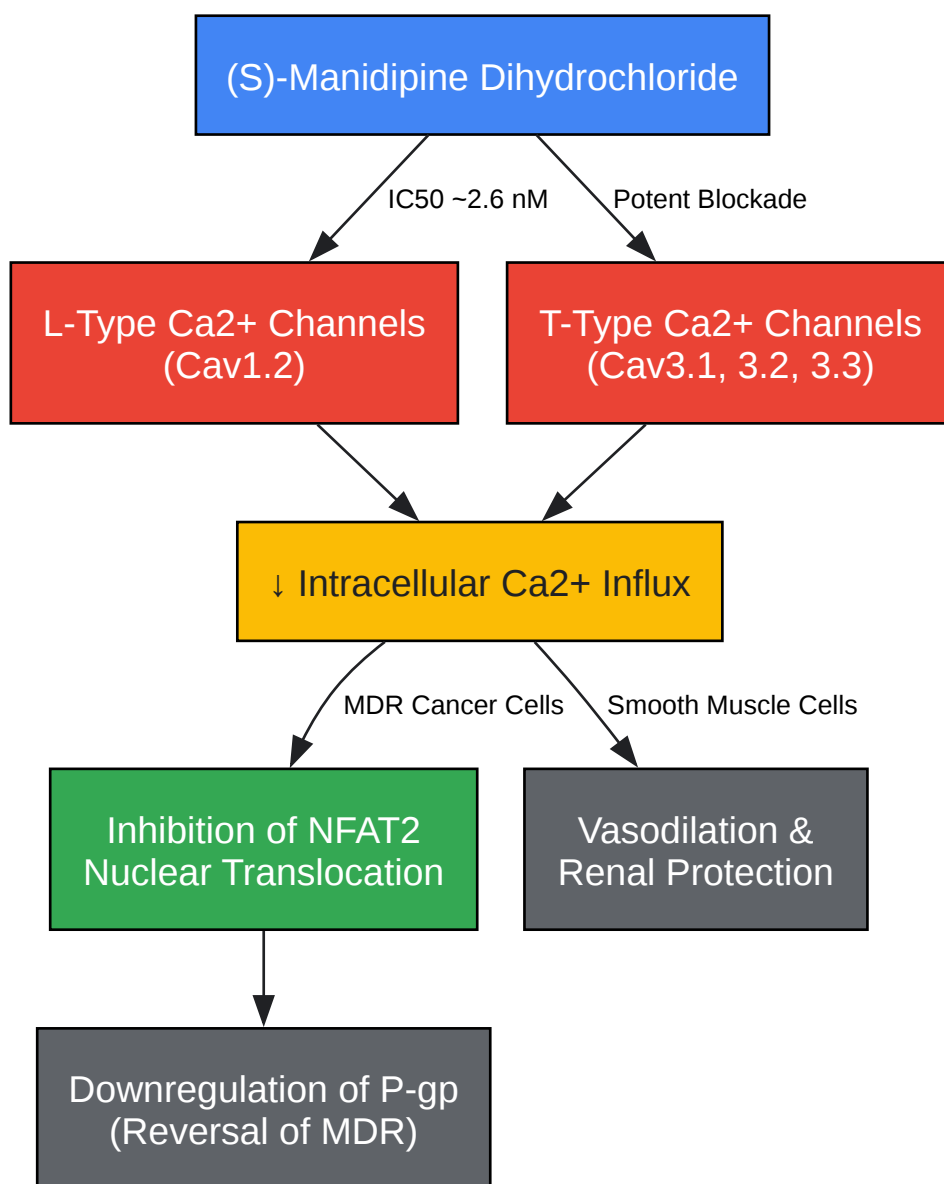 (S)-Manidipine Dihydrochloride
IC50 ~2.6 nM
Potent Blockade
L-Type Ca2+ Channels
(Cav1.2)
T-Type Ca2+ Channels
(Cav3.1, 3.2, 3.3)
↓ Intracellular Ca2+ Influx
MDR Cancer Cells
Smooth Muscle Cells
Inhibition of NFAT2
Nuclear Translocation
Vasodilation &
Renal Protection
Downregulation of P-gp
(Reversal of MDR)